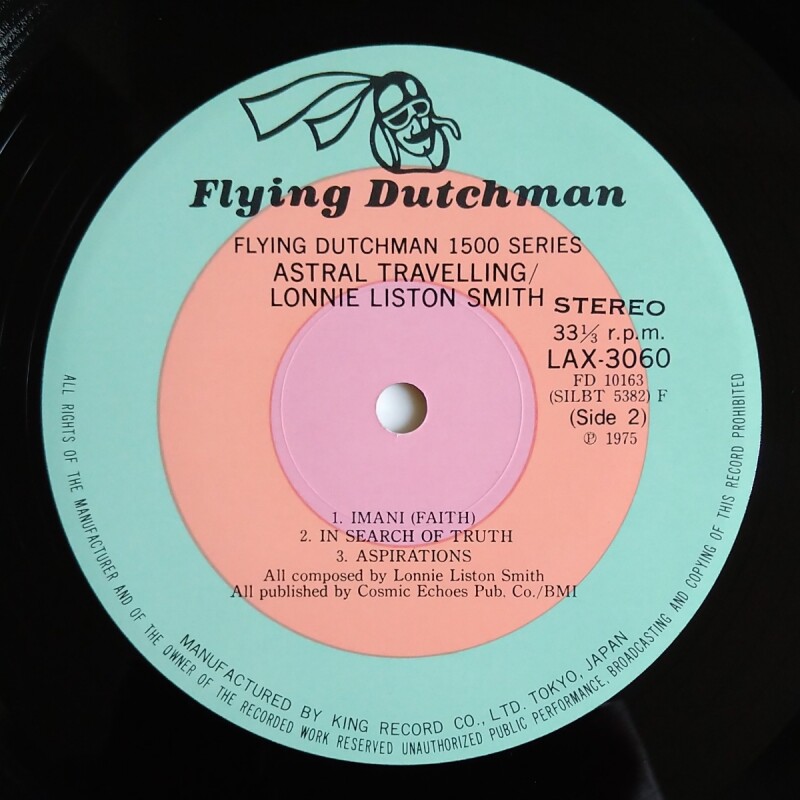 Flying Dutchman
FLYING DUTCHMAN 1500 SERIES
ASTRAL TRAVELLING/
LONNIE LISTON SMITH
STEREO
33⅓ r.p.m.
LAX-3060
FD 10163
(SILBT 5382) F
(Side 2)
℗ 1975
1. IMANI (FAITH)
2. IN SEARCH OF TRUTH
3. ASPIRATIONS
All composed by Lonnie Liston Smith
All published by Cosmic Echoes Pub. Co./BMI
MANUFACTURED BY KING RECORD CO., LTD. TOKYO, JAPAN
ALL RIGHTS OF THE MANUFACTURER AND OF THE OWNER OF THE RECORDED WORK RESERVED UNAUTHORIZED PUBLIC PERFORMANCE, BROADCASTING AND COPYING OF THIS RECORD PROHIBITED